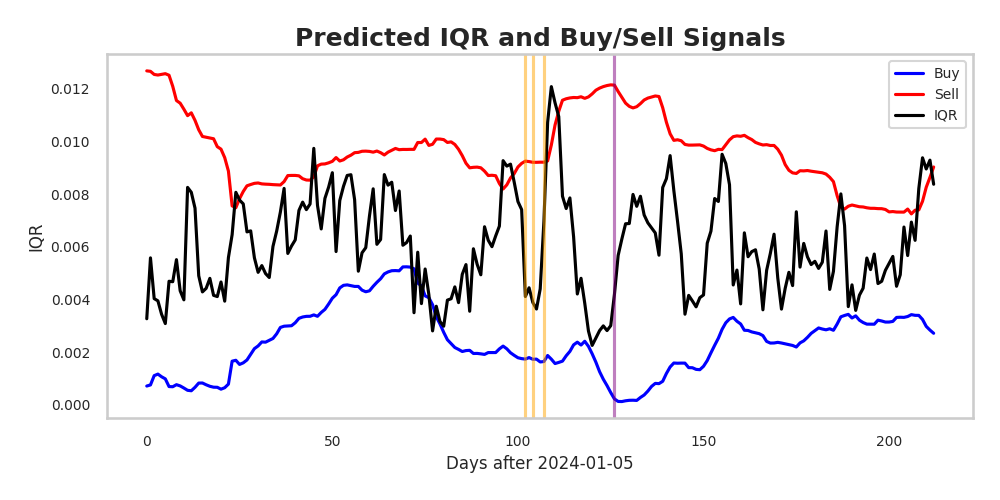 Predicted IQR and Buy/Sell Signals
IQR
0.012
0.010
0.008
0.006
0.004
0.002
0.000
0
50
100
150
200
Days after 2024-01-05
Buy
Sell
IQR